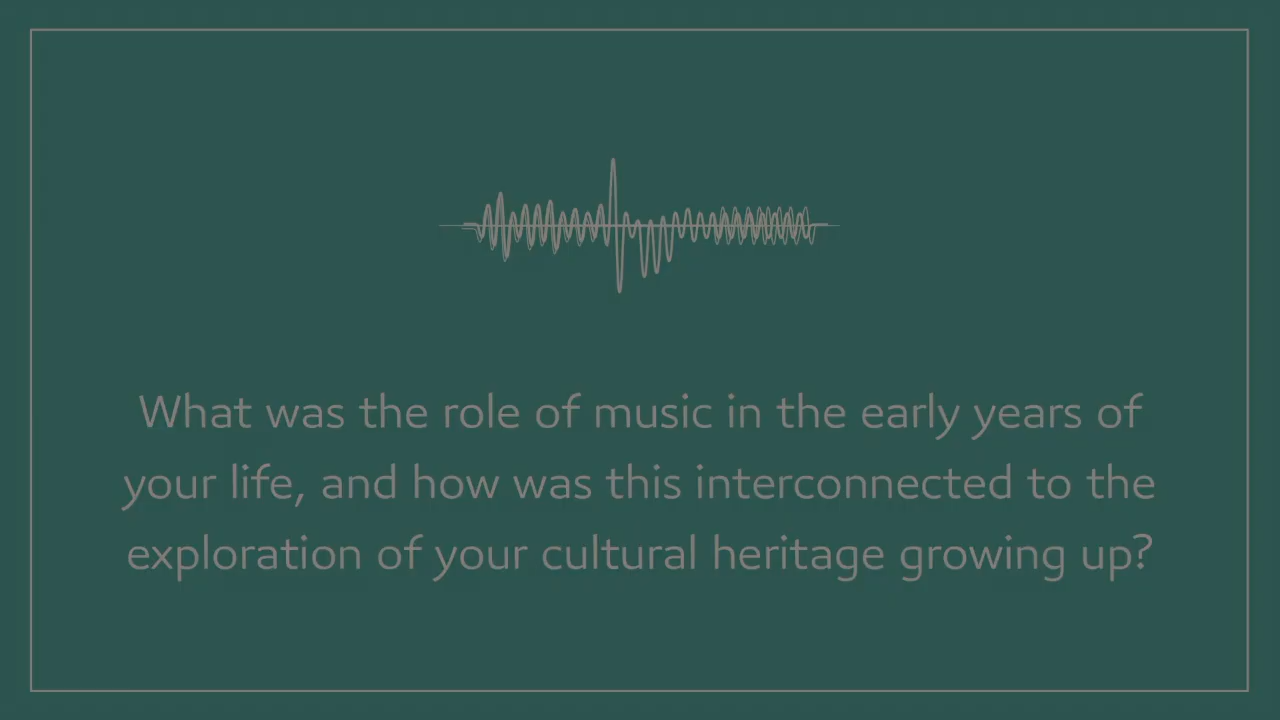 What was the role of music in the early years of
your life, and how was this interconnected to the
exploration of your cultural heritage growing up?